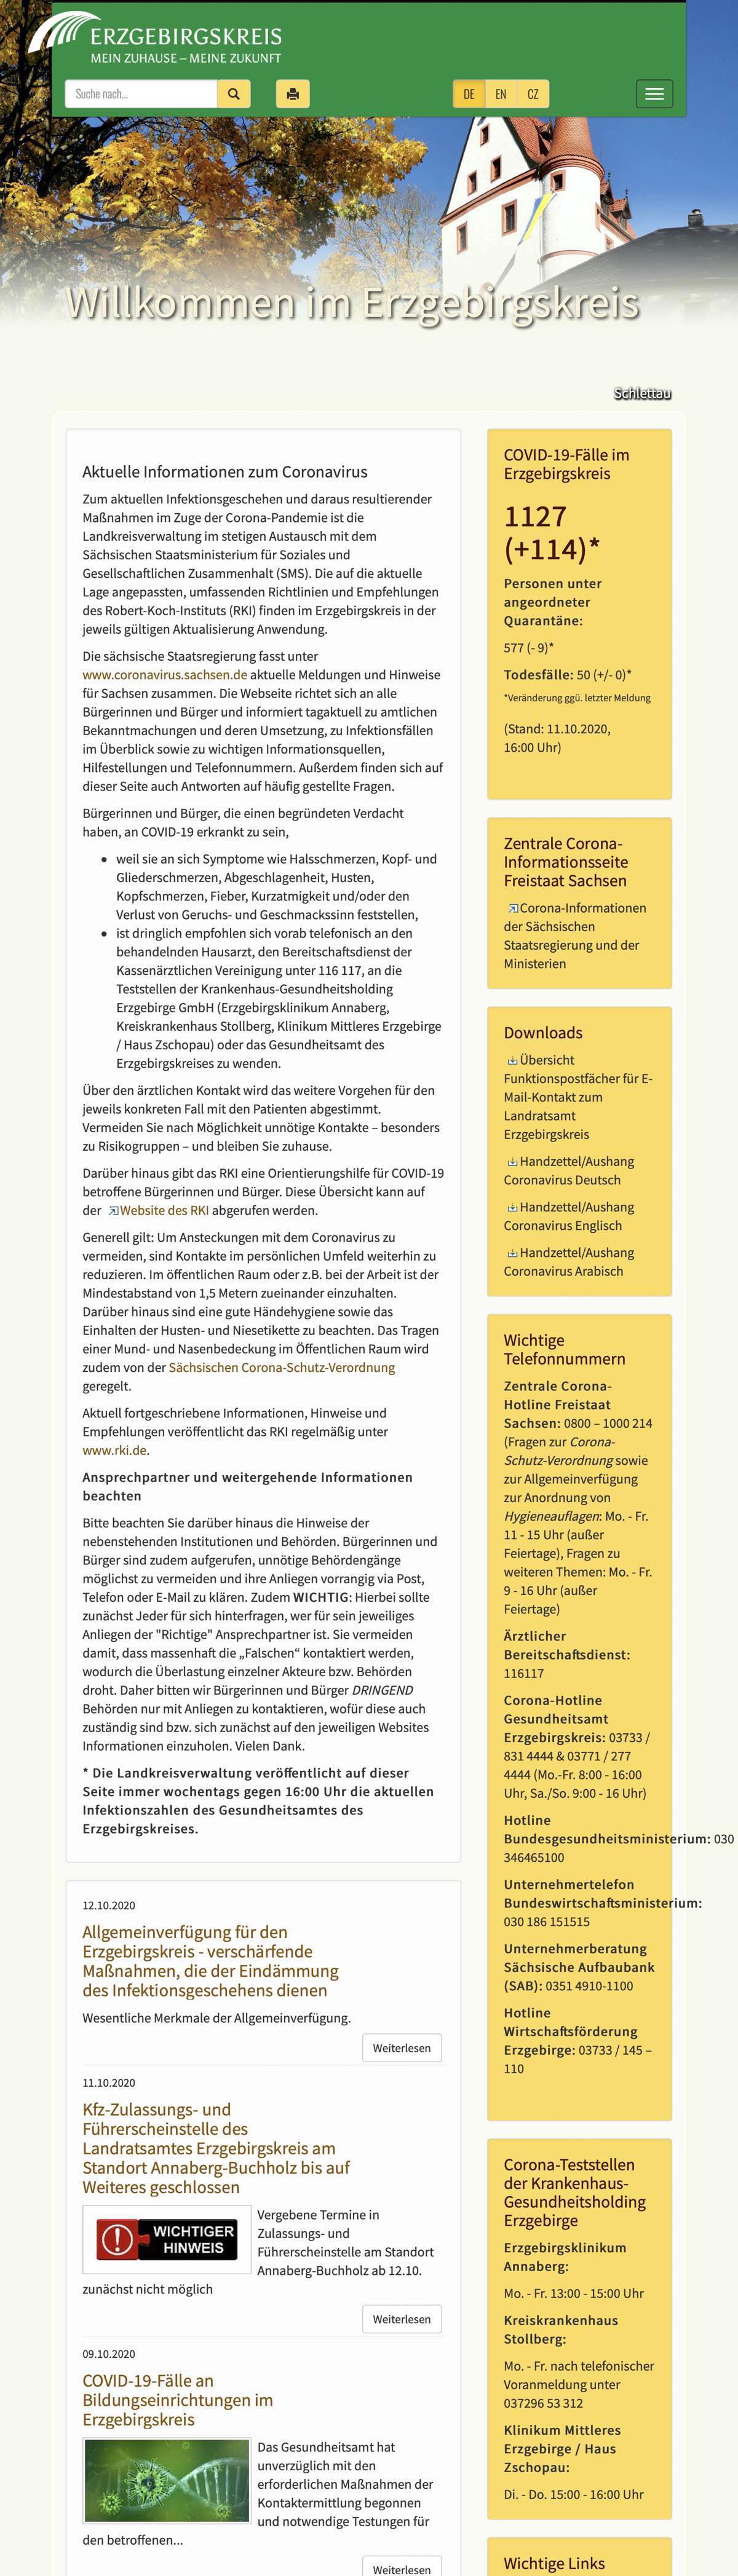 ERZGEBIRGSKREIS
MEIN ZUHAUSE – MEINE ZUKUNFT
Suche nach...
DE
EN
CZ
Willkommen im Erzgebirgskreis
Schlettau
Aktuelle Informationen zum Coronavirus
Zum aktuellen Infektionsgeschehen und daraus resultierender
Maßnahmen im Zuge der Corona-Pandemie ist die
Landkreisverwaltung im stetigen Austausch mit dem
Sächsischen Staatsministerium für Soziales und
Gesellschaftlichen Zusammenhalt (SMS). Die auf die aktuelle
Lage angepassten, umfassenden Richtlinien und Empfehlungen
des Robert-Koch-Instituts (RKI) finden im Erzgebirgskreis in der
jeweils gültigen Aktualisierung Anwendung.
Die sächsische Staatsregierung fasst unter
www.coronavirus.sachsen.de aktuelle Meldungen und Hinweise
für Sachsen zusammen. Die Webseite richtet sich an alle
Bürgerinnen und Bürger und informiert tagaktuell zu amtlichen
Bekanntmachungen und deren Umsetzung, zu Infektionsfällen
im Überblick sowie zu wichtigen Informationsquellen,
Hilfestellungen und Telefonnummern. Außerdem finden sich auf
dieser Seite auch Antworten auf häufig gestellte Fragen.
Bürgerinnen und Bürger, die einen begründeten Verdacht
haben, an COVID-19 erkrankt zu sein,
• weil sie an sich Symptome wie Halsschmerzen, Kopf- und
Gliederschmerzen, Abgeschlagenheit, Husten,
Kopfschmerzen, Fieber, Kurzatmigkeit und/oder den
Verlust von Geruchs- und Geschmackssinn feststellen,
• ist dringlich empfohlen sich vorab telefonisch an den
behandelnden Hausarzt, den Bereitschaftsdienst der
Kassenärztlichen Vereinigung unter 116 117, an die
Teststellen der Krankenhaus-Gesundheitsholding
Erzgebirge GmbH (Erzgebirgsklinikum Annaberg,
Kreiskrankenhaus Stollberg, Klinikum Mittleres Erzgebirge
/ Haus Zschopau) oder das Gesundheitsamt des
Erzgebirgskreises zu wenden.
Über den ärztlichen Kontakt wird das weitere Vorgehen für den
jeweils konkreten Fall mit den Patienten abgestimmt.
Vermeiden Sie nach Möglichkeit unnötige Kontakte – besonders
zu Risikogruppen – und bleiben Sie zuhause.
Darüber hinaus gibt das RKI eine Orientierungshilfe für COVID-19
betroffene Bürgerinnen und Bürger. Diese Übersicht kann auf
der Website des RKI abgerufen werden.
Generell gilt: Um Ansteckungen mit dem Coronavirus zu
vermeiden, sind Kontakte im persönlichen Umfeld weiterhin zu
reduzieren. Im öffentlichen Raum oder z.B. bei der Arbeit ist der
Mindestabstand von 1,5 Metern zueinander einzuhalten.
Darüber hinaus sind eine gute Händehygiene sowie das
Einhalten der Husten- und Niesetikette zu beachten. Das Tragen
einer Mund- und Nasenbedeckung im Öffentlichen Raum wird
zudem von der Sächsischen Corona-Schutz-Verordnung
geregelt.
Aktuell fortgeschriebene Informationen, Hinweise und
Empfehlungen veröffentlicht das RKI regelmäßig unter
www.rki.de.
Ansprechpartner und weitergehende Informationen
beachten
Bitte beachten Sie darüber hinaus die Hinweise der
nebenstehenden Institutionen und Behörden. Bürgerinnen und
Bürger sind zudem aufgerufen, unnötige Behördengänge
möglichst zu vermeiden und ihre Anliegen vorrangig via Post,
Telefon oder E-Mail zu klären. Zudem WICHTIG: Hierbei sollte
zunächst Jeder für sich hinterfragen, wer für sein jeweiliges
Anliegen der "Richtige" Ansprechpartner ist. Sie vermeiden
damit, dass massenhaft die „Falschen“ kontaktiert werden,
wodurch die Überlastung einzelner Akteure bzw. Behörden
droht. Daher bitten wir Bürgerinnen und Bürger DRINGEND
Behörden nur mit Anliegen zu kontaktieren, wofür diese auch
zuständig sind bzw. sich zunächst auf den jeweiligen Websites
Informationen einzuholen. Vielen Dank.
* Die Landkreisverwaltung veröffentlicht auf dieser
Seite immer wochentags gegen 16:00 Uhr die aktuellen
Infektionszahlen des Gesundheitsamtes des
Erzgebirgskreises.
12.10.2020
Allgemeinverfügung für den
Erzgebirgskreis - verschärfende
Maßnahmen, die der Eindämmung
des Infektionsgeschehens dienen
Wesentliche Merkmale der Allgemeinverfügung.
Weiterlesen
11.10.2020
Kfz-Zulassungs- und
Führerscheinstelle des
Landratsamtes Erzgebirgskreis am
Standort Annaberg-Buchholz bis auf
Weiteres geschlossen
WICHTIGER
HINWEIS
Vergebene Termine in
Zulassungs- und
Führerscheinstelle am Standort
Annaberg-Buchholz ab 12.10.
zunächst nicht möglich
Weiterlesen
09.10.2020
COVID-19-Fälle an
Bildungseinrichtungen im
Erzgebirgskreis
Das Gesundheitsamt hat
unverzüglich mit den
erforderlichen Maßnahmen der
Kontaktermittlung begonnen
und notwendige Testungen für
den betroffenen...
Weiterlesen
COVID-19-Fälle im
Erzgebirgskreis
1127
(+114)*
Personen unter
angeordneter
Quarantäne:
577 (- 9)*
Todesfälle: 50 (+/- 0)*
*Veränderung ggü. letzter Meldung
(Stand: 11.10.2020,
16:00 Uhr)
Zentrale Corona-
Informationsseite
Freistaat Sachsen
Corona-Informationen
der Sächsischen
Staatsregierung und der
Ministerien
Downloads
Übersicht
Funktionspostfächer für E-
Mail-Kontakt zum
Landratsamt
Erzgebirgskreis
Handzettel/Aushang
Coronavirus Deutsch
Handzettel/Aushang
Coronavirus Englisch
Handzettel/Aushang
Coronavirus Arabisch
Wichtige
Telefonnummern
Zentrale Corona-
Hotline Freistaat
Sachsen: 0800 – 1000 214
(Fragen zur Corona-
Schutz-Verordnung sowie
zur Allgemeinverfügung
zur Anordnung von
Hygieneauflagen: Mo. - Fr.
11 - 15 Uhr (außer
Feiertage), Fragen zu
weiteren Themen: Mo. - Fr.
9 - 16 Uhr (außer
Feiertage)
Ärztlicher
Bereitschaftsdienst:
116117
Corona-Hotline
Gesundheitsamt
Erzgebirgskreis: 03733 /
831 4444 & 03771 / 277
4444 (Mo.-Fr. 8:00 - 16:00
Uhr, Sa./So. 9:00 - 16 Uhr)
Hotline
Bundesgesundheitsministerium: 030
346465100
Unternehmertelefon
Bundeswirtschaftsministerium:
030 186 151515
Unternehmerberatung
Sächsische Aufbaubank
(SAB): 0351 4910-1100
Hotline
Wirtschaftsförderung
Erzgebirge: 03733 / 145 –
110
Corona-Teststellen
der Krankenhaus-
Gesundheitsholding
Erzgebirge
Erzgebirgsklinikum
Annaberg:
Mo. - Fr. 13:00 - 15:00 Uhr
Kreiskrankenhaus
Stollberg:
Mo. - Fr. nach telefonischer
Voranmeldung unter
037296 53 312
Klinikum Mittleres
Erzgebirge / Haus
Zschopau:
Di. - Do. 15:00 - 16:00 Uhr
Wichtige Links